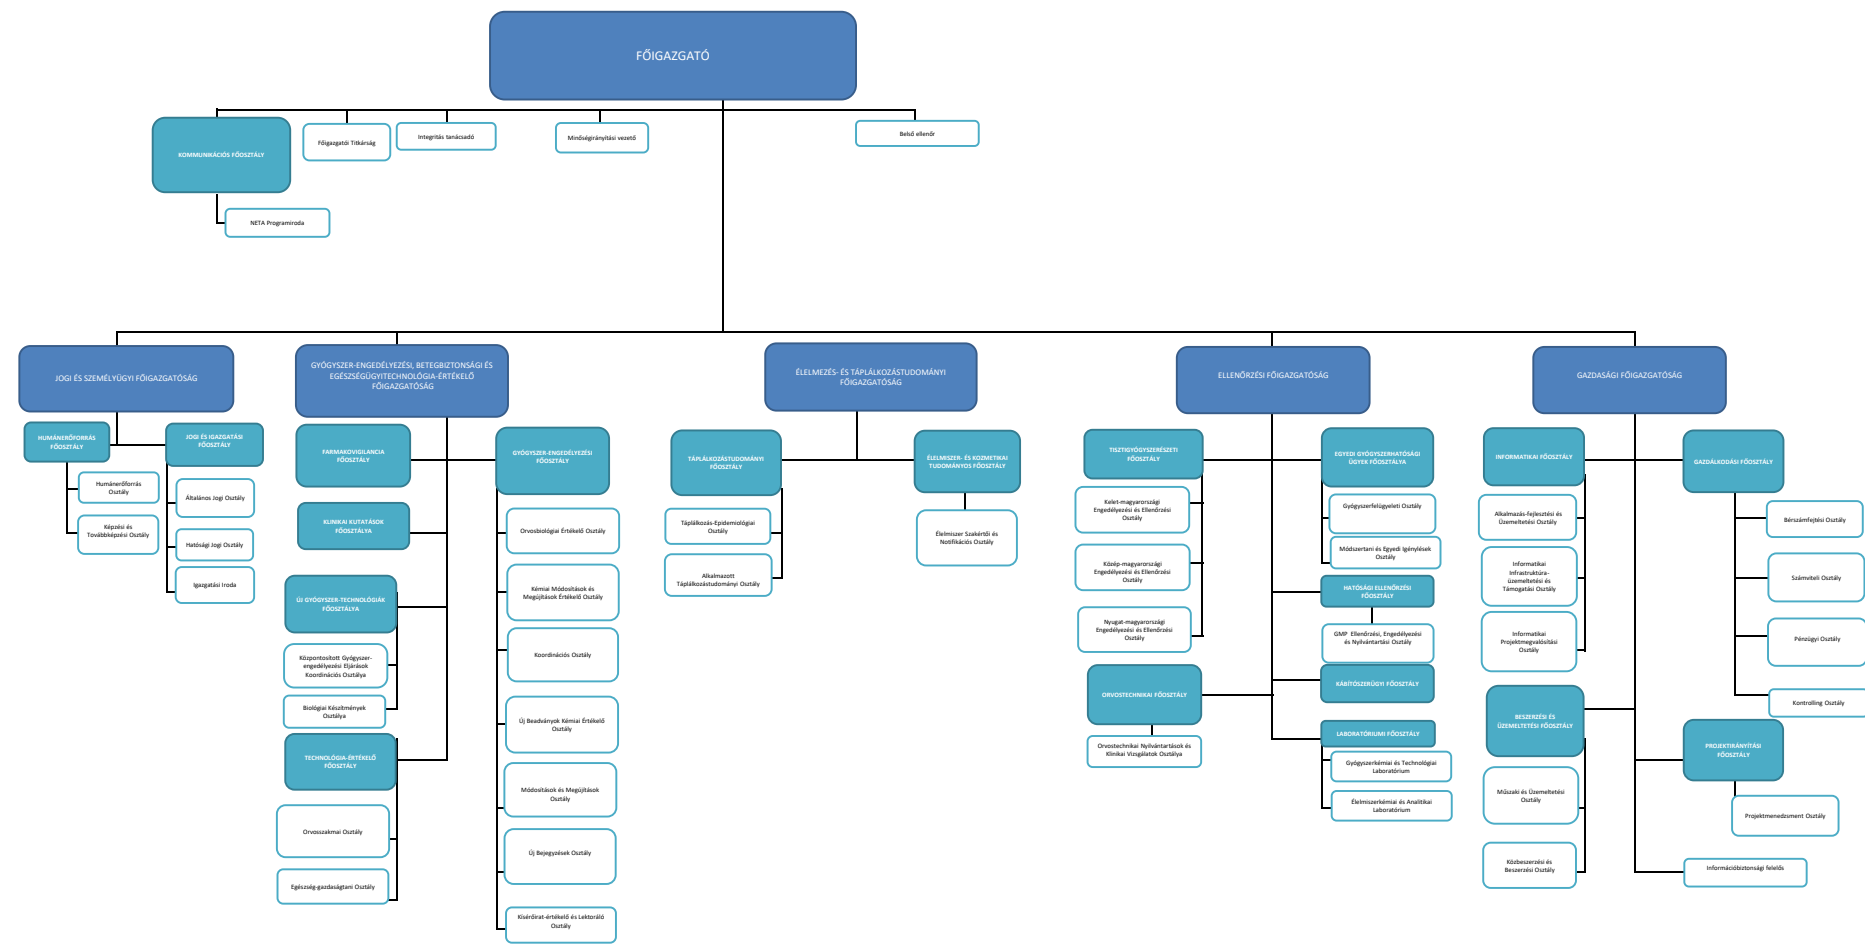 FŐIGAZGATÓ
KOMMUNIKÁCIÓS FŐOSZTÁLY
Főigazgatói Titkárság
Integritás tanácsadó
Minőségirányítási vezető
Belső ellenőr
NETA Programiroda
JOGI ÉS SZEMÉLYÜGYI FŐIGAZGATÓSÁG
HUMÁNERŐFORRÁS
FŐOSZTÁLY
Humánerőforrás
Osztály
Képzési és
Továbbképzési Osztály
JOGI ÉS IGAZGATÁSI
FŐOSZTÁLY
Általános Jogi Osztály
Hatósági Jogi Osztály
Igazgatási Iroda
GYÓGYSZER-ENGEDÉLYEZÉSI, BETEGBIZTONSÁGI ÉS
EGÉSZSÉGÜGYITECHNOLÓGIA-ÉRTÉKELŐ
FŐIGAZGATÓSÁG
FARMAKOVIGILANCIA
FŐOSZTÁLY
KLINIKAI KUTATÁSOK
FŐOSZTÁLYA
ÚJ GYÓGYSZER-TECHNOLÓGIÁK
FŐOSZTÁLYA
Központosított Gyógyszer-
engedélyezési Eljárások
Koordinációs Osztálya
Biológiai Készítmények
Osztálya
TECHNOLÓGIA-ÉRTÉKELŐ
FŐOSZTÁLY
Orvosszakmai Osztály
Egészség-gazdaságtani Osztály
GYÓGYSZER-ENGEDÉLYEZÉSI
FŐOSZTÁLY
Orvosbiológiai Értékelő Osztály
Kémiai Módosítások és
Megújítások Értékelő Osztály
Koordinációs Osztály
Új Beadványok Kémiai Értékelő
Osztály
Módosítások és Megújítások
Osztály
Új Bejegyzések Osztály
Kísérőirat-értékelő és Lektoráló
Osztály
ÉLELMEZÉS- ÉS TÁPLÁLKOZÁSTUDOMÁNYI
FŐIGAZGATÓSÁG
TÁPLÁLKOZÁSTUDOMÁNYI
FŐOSZTÁLY
Táplálkozás-Epidemiológiai
Osztály
Alkalmazott
Táplálkozástudományi Osztály
ÉLELMISZER- ÉS KOZMETIKAI
TUDOMÁNYOS FŐOSZTÁLY
Élelmiszer Szakértői és
Notifikációs Osztály
ELLENŐRZÉSI FŐIGAZGATÓSÁG
TISZTIGYÓGYSZERÉSZETI
FŐOSZTÁLY
Kelet-magyarországi
Engedélyezési és Ellenőrzési
Osztály
Közép-magyarországi
Engedélyezési és Ellenőrzési
Osztály
Nyugat-magyarországi
Engedélyezési és Ellenőrzési
Osztály
ORVOSTECHNIKAI FŐOSZTÁLY
Orvostechnikai Nyilvántartások és
Klinikai Vizsgálatok Osztálya
EGYEDI GYÓGYSZERHATÓSÁGI
ÜGYEK FŐOSZTÁLYA
Gyógyszerfelügyeleti Osztály
Módszertani és Egyedi Igénylések
Osztály
HATÓSÁGI ELLENŐRZÉSI
FŐOSZTÁLY
GMP Ellenőrzési, Engedélyezési
és Nyilvántartási Osztály
KÁBÍTÓSZERÜGYI FŐOSZTÁLY
LABORATÓRIUMI FŐOSZTÁLY
Gyógyszerkémiai és Technológiai
Laboratórium
Élelmiszerkémiai és Analitikai
Laboratórium
GAZDASÁGI FŐIGAZGATÓSÁG
INFORMATIKAI FŐOSZTÁLY
Alkalmazás-fejlesztési és
Üzemeltetési Osztály
Informatikai
Infrastruktúra-
üzemeltetési és
Támogatási Osztály
Informatikai
Projektmegvalósítási
Osztály
BESZERZÉSI ÉS
ÜZEMELTETÉSI FŐOSZTÁLY
Műszaki és Üzemeltetési
Osztály
Közbeszerzési és
Beszerzési Osztály
GAZDÁLKODÁSI FŐOSZTÁLY
Bérszámfejtési Osztály
Számviteli Osztály
Pénzügyi Osztály
Kontrolling Osztály
PROJEKTIRÁNYÍTÁSI
FŐOSZTÁLY
Projektmenedzsment Osztály
Információbiztonsági felelős